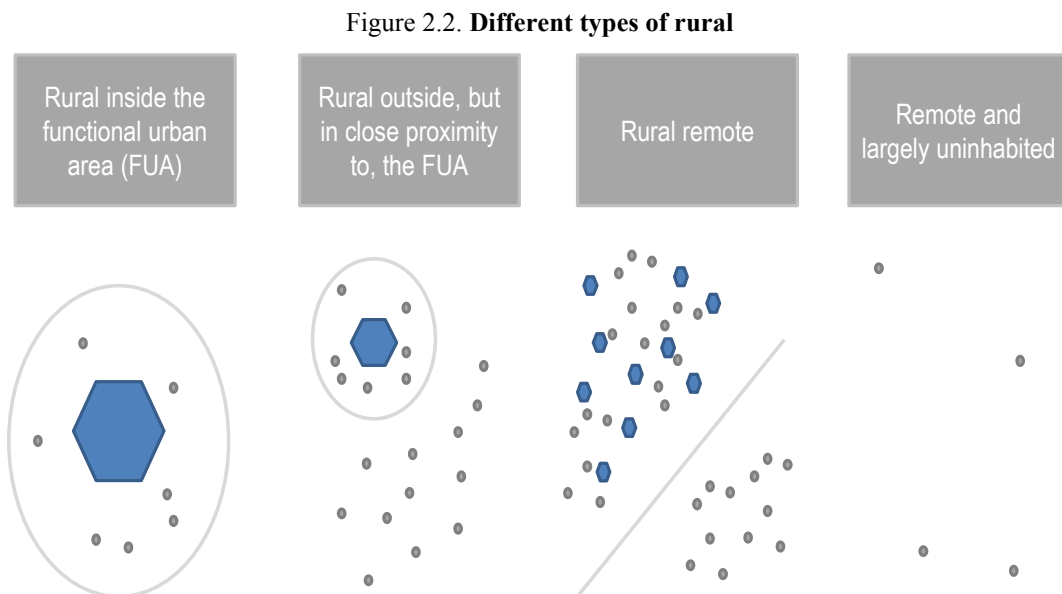 Figure 2.2. Different types of rural
Rural inside the
functional urban
area (FUA)
Rural outside, but
in close proximity
to, the FUA
Rural remote
Remote and
largely uninhabited